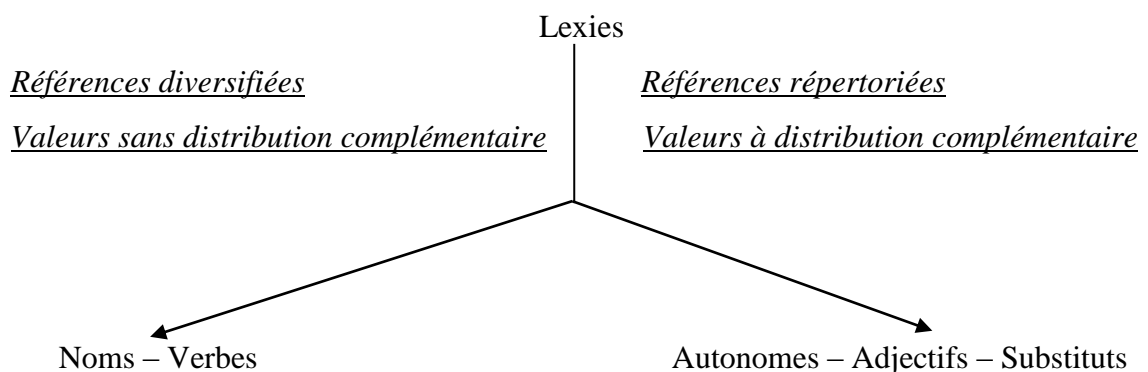 Lexies
Références diversifiées
Références répertoriées
Valeurs sans distribution complémentaire
Valeurs à distribution complémentaire
Noms – Verbes
Autonomes – Adjectifs – Substituts